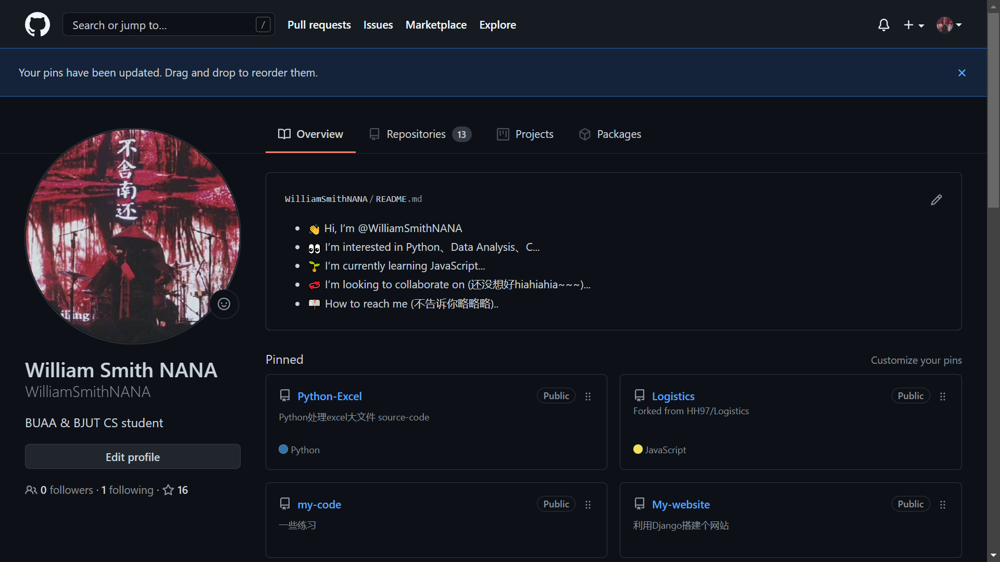 Search or jump to...
/
Pull requests
Issues
Marketplace
Explore
Your pins have been updated. Drag and drop to reorder them.
Overview
Repositories 13
Projects
Packages
不舍南还
William Smith NANA
WilliamSmithNANA
BUAA & BJUT CS student
Edit profile
0 followers · 1 following · 16
WilliamSmithNANA/README.md
👋 Hi, I’m @WilliamSmithNANA
👀 I’m interested in Python、Data Analysis、C...
🌱 I’m currently learning JavaScript...
💞️ I’m looking to collaborate on (还没想好hiahiahia~~~)...
📫 How to reach me (不告诉你略略略)..
Pinned
Customize your pins
Python-Excel
Public
Python处理excel大文件 source-code
Python
Logistics
Public
Forked from HH97/Logistics
JavaScript
my-code
Public
一些练习
My-website
Public
利用Django搭建个网站